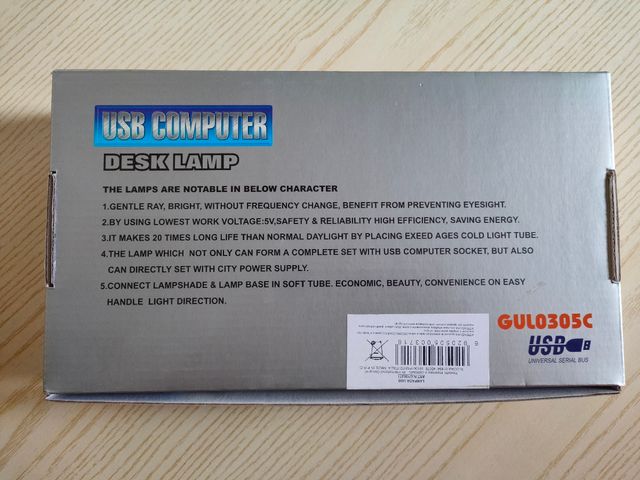 USB COMPUTER
DESK LAMP
THE LAMPS ARE NOTABLE IN BELOW CHARACTER
1.GENTLE RAY, BRIGHT, WITHOUT FREQUENCY CHANGE, BENEFIT FROM PREVENTING EYESIGHT.
2.BY USING LOWEST WORK VOLTAGE:5V,SAFETY & RELIABILITY HIGH EFFICIENCY, SAVING ENERGY.
3.IT MAKES 20 TIMES LONG LIFE THAN NORMAL DAYLIGHT BY PLACING EXEED AGES COLD LIGHT TUBE.
4.THE LAMP WHICH NOT ONLY CAN FORM A COMPLETE SET WITH USB COMPUTER SOCKET, BUT ALSO
CAN DIRECTLY SET WITH CITY POWER SUPPLY.
5.CONNECT LAMPSHADE & LAMP BASE IN SOFT TUBE. ECONOMIC, BEAUTY, CONVENIENCE ON EASY
HANDLE LIGHT DIRECTION.
GUL0305C
USB
UNIVERSAL SERIAL BUS
LAMPADA USB